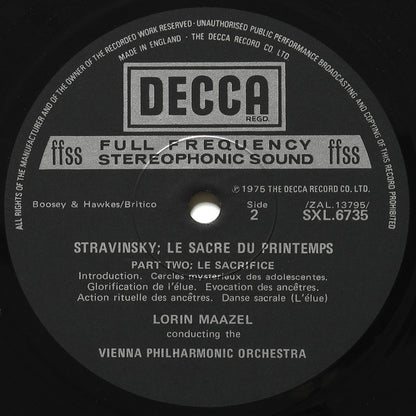 ALL RIGHTS OF THE MANUFACTURER AND OF THE OWNER OF THE RECORDED WORK RESERVED · UNAUTHORISED PUBLIC PERFORMANCE BROADCASTING AND COPYING OF THIS RECORD PROHIBITED
MADE IN ENGLAND · THE DECCA RECORD CO. LTD.
DECCA
REGD.
ffss FULL FREQUENCY STEREOPHONIC SOUND ffss
℗ 1975 THE DECCA RECORD CO. LTD.
Boosey & Hawkes/Britico Side 2 /ZAL.13795/
SXL.6735
STRAVINSKY; LE SACRE DU PRINTEMPS
PART TWO; LE SACRIFICE
Introduction. Cercles mysterieux des adolescentes.
Glorification de l'élue. Evocation des ancêtres.
Action rituelle des ancêtres. Danse sacrale (L'élue)
LORIN MAAZEL
conducting the
VIENNA PHILHARMONIC ORCHESTRA